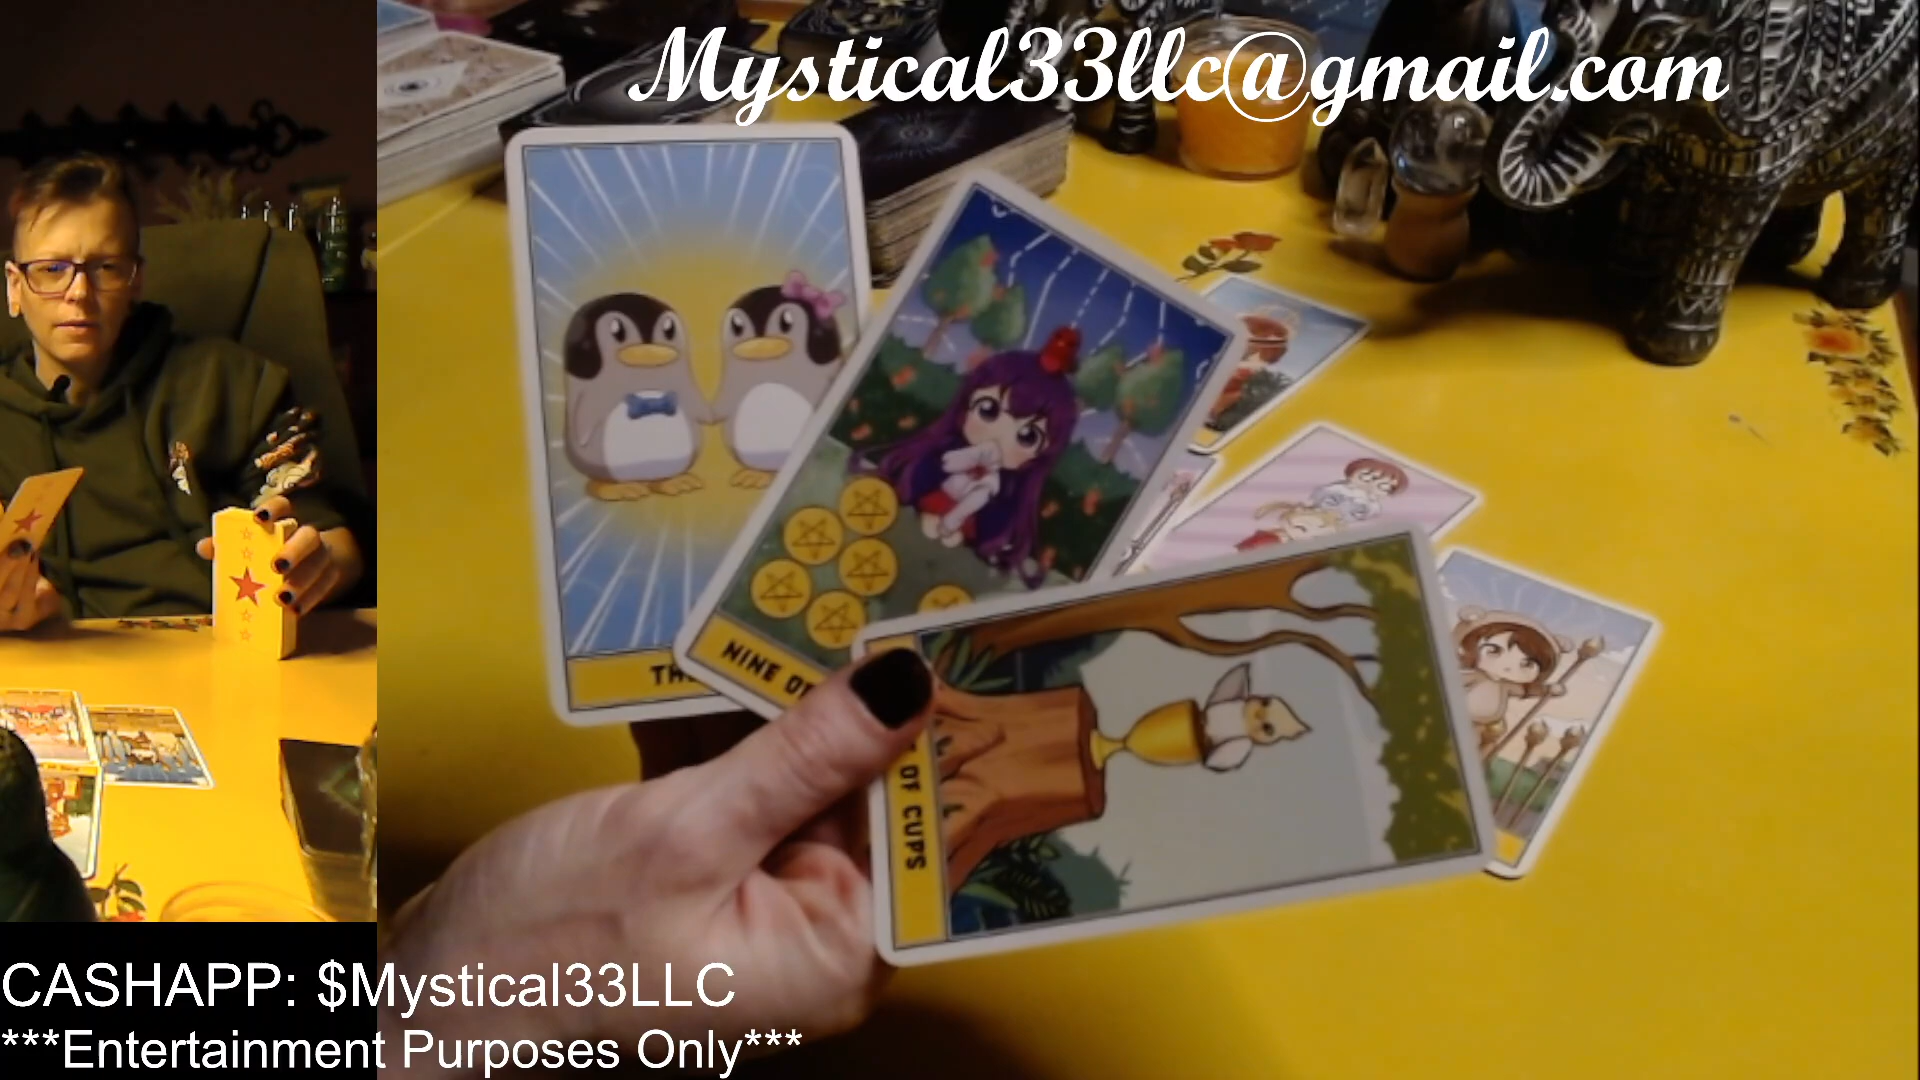 Mystical33llc@gmail.com
NINE OF
OF CUPS
CASHAPP: $Mystical33LLC
***Entertainment Purposes Only***